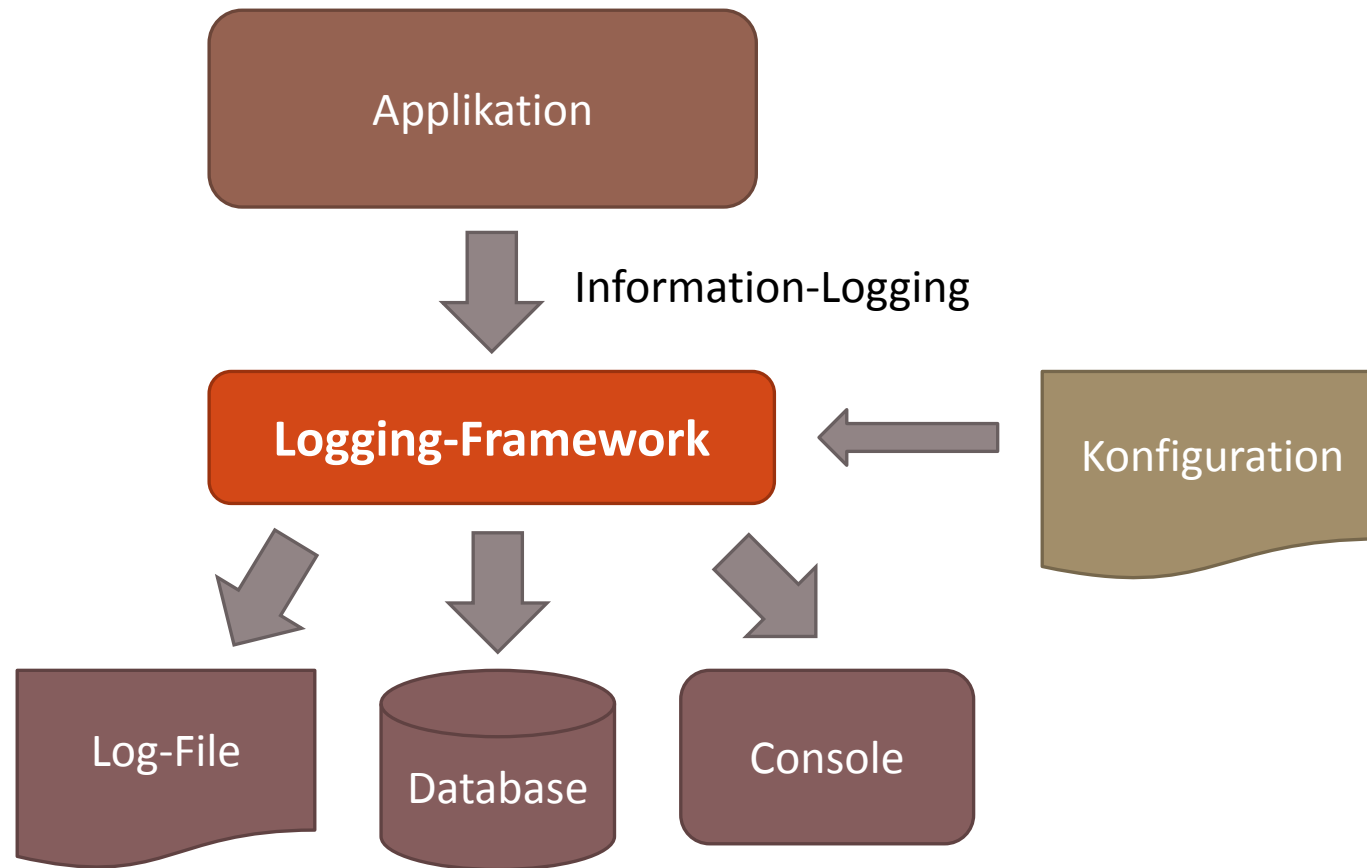 Applikation
Information-Logging
Logging-Framework
Konfiguration
Log-File
Database
Console